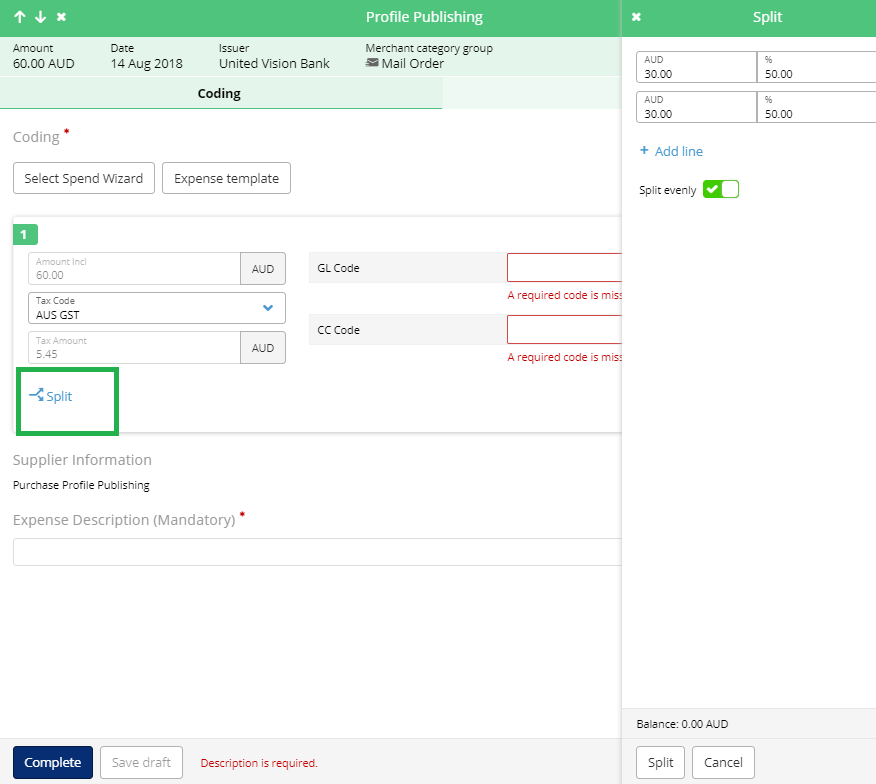 Profile Publishing
Amount
60.00 AUD
Date
14 Aug 2018
Issuer
United Vision Bank
Merchant category group
Mail Order
Coding
Coding *
Select Spend Wizard
Expense template
1
Amount Incl
60.00
AUD
Tax Code
AUS GST
Tax Amount
5.45
AUD
GL Code
A required code is miss
CC Code
A required code is miss
Split
Supplier Information
Purchase Profile Publishing
Expense Description (Mandatory) *
Complete
Save draft
Description is required.
Split
AUD
30.00
%
50.00
AUD
30.00
%
50.00
+ Add line
Split evenly
Balance: 0.00 AUD
Split
Cancel